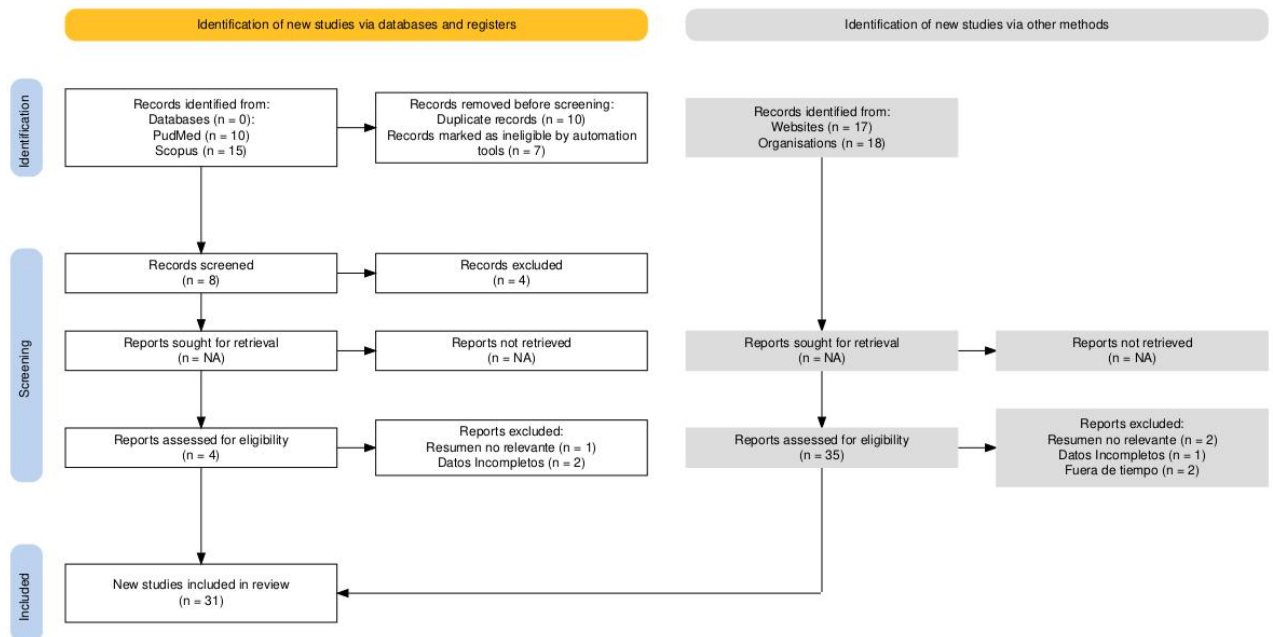 Identification of new studies via databases and registers
Identification of new studies via other methods
Identification
Records identified from:
Databases (n = 0):
PudMed (n = 10)
Scopus (n = 15)
Records removed before screening:
Duplicate records (n = 10)
Records marked as ineligible by automation
tools (n = 7)
Records identified from:
Websites (n = 17)
Organisations (n = 18)
Screening
Records screened
(n = 8)
Records excluded
(n = 4)
Reports sought for retrieval
(n = NA)
Reports not retrieved
(n = NA)
Reports sought for retrieval
(n = NA)
Reports not retrieved
(n = NA)
Reports assessed for eligibility
(n = 4)
Reports excluded:
Resumen no relevante (n = 1)
Datos Incompletos (n = 2)
Reports assessed for eligibility
(n = 35)
Reports excluded:
Resumen no relevante (n = 2)
Datos Incompletos (n = 1)
Fuera de tiempo (n = 2)
Included
New studies included in review
(n = 31)